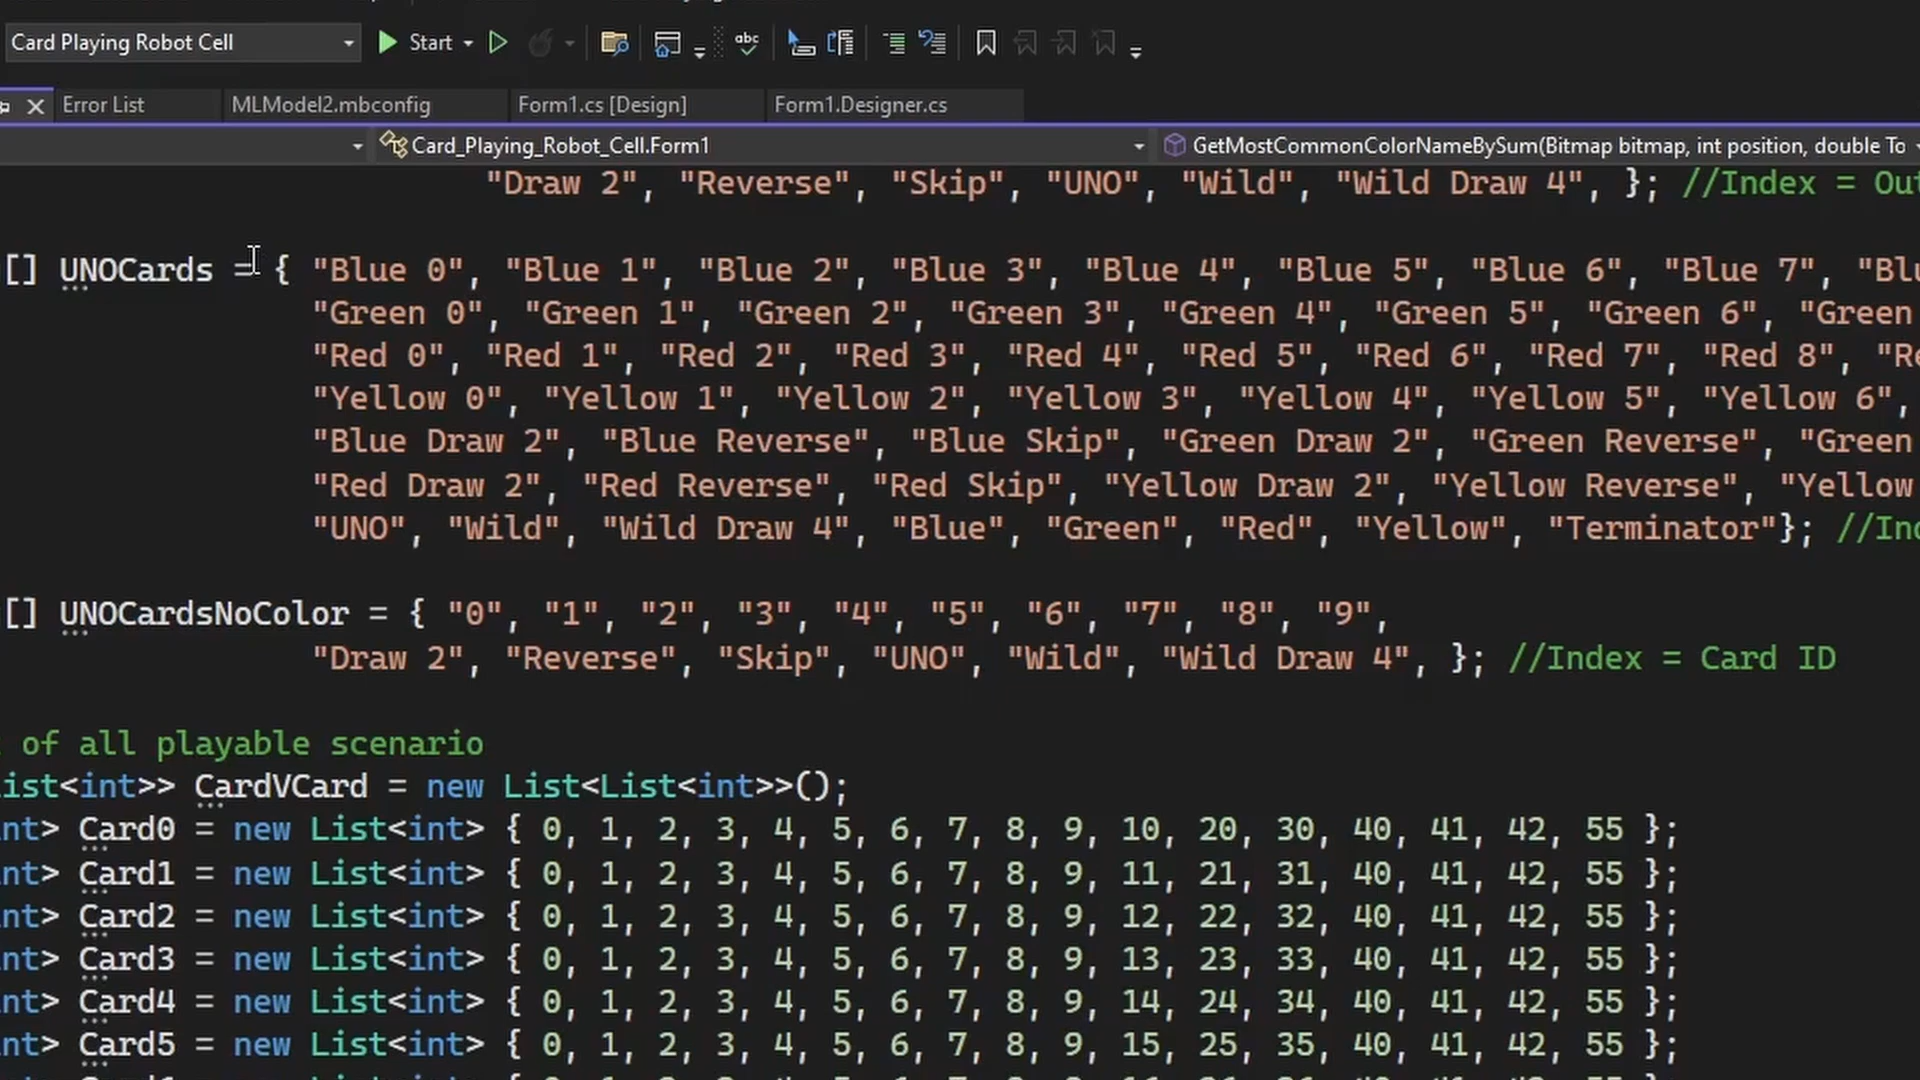 Card Playing Robot Cell Start
Error List MLModel2.mbconfig Form1.cs [Design] Form1.Designer.cs
Card_Playing_Robot_Cell.Form1 GetMostCommonColorNameBySum(Bitmap bitmap, int position, double To
"Draw 2", "Reverse", "Skip", "UNO", "Wild", "Wild Draw 4", }; //Index = Out
[] UNOCards = { "Blue 0", "Blue 1", "Blue 2", "Blue 3", "Blue 4", "Blue 5", "Blue 6", "Blue 7", "Blu
"Green 0", "Green 1", "Green 2", "Green 3", "Green 4", "Green 5", "Green 6", "Green
"Red 0", "Red 1", "Red 2", "Red 3", "Red 4", "Red 5", "Red 6", "Red 7", "Red 8", "Re
"Yellow 0", "Yellow 1", "Yellow 2", "Yellow 3", "Yellow 4", "Yellow 5", "Yellow 6",
"Blue Draw 2", "Blue Reverse", "Blue Skip", "Green Draw 2", "Green Reverse", "Green
"Red Draw 2", "Red Reverse", "Red Skip", "Yellow Draw 2", "Yellow Reverse", "Yellow
"UNO", "Wild", "Wild Draw 4", "Blue", "Green", "Red", "Yellow", "Terminator"}; //Ind
[] UNOCardsNoColor = { "0", "1", "2", "3", "4", "5", "6", "7", "8", "9",
"Draw 2", "Reverse", "Skip", "UNO", "Wild", "Wild Draw 4", }; //Index = Card ID
of all playable scenario
ist<int>> CardVCard = new List<List<int>>();
nt> Card0 = new List<int> { 0, 1, 2, 3, 4, 5, 6, 7, 8, 9, 10, 20, 30, 40, 41, 42, 55 };
nt> Card1 = new List<int> { 0, 1, 2, 3, 4, 5, 6, 7, 8, 9, 11, 21, 31, 40, 41, 42, 55 };
nt> Card2 = new List<int> { 0, 1, 2, 3, 4, 5, 6, 7, 8, 9, 12, 22, 32, 40, 41, 42, 55 };
nt> Card3 = new List<int> { 0, 1, 2, 3, 4, 5, 6, 7, 8, 9, 13, 23, 33, 40, 41, 42, 55 };
nt> Card4 = new List<int> { 0, 1, 2, 3, 4, 5, 6, 7, 8, 9, 14, 24, 34, 40, 41, 42, 55 };
nt> Card5 = new List<int> { 0, 1, 2, 3, 4, 5, 6, 7, 8, 9, 15, 25, 35, 40, 41, 42, 55 };